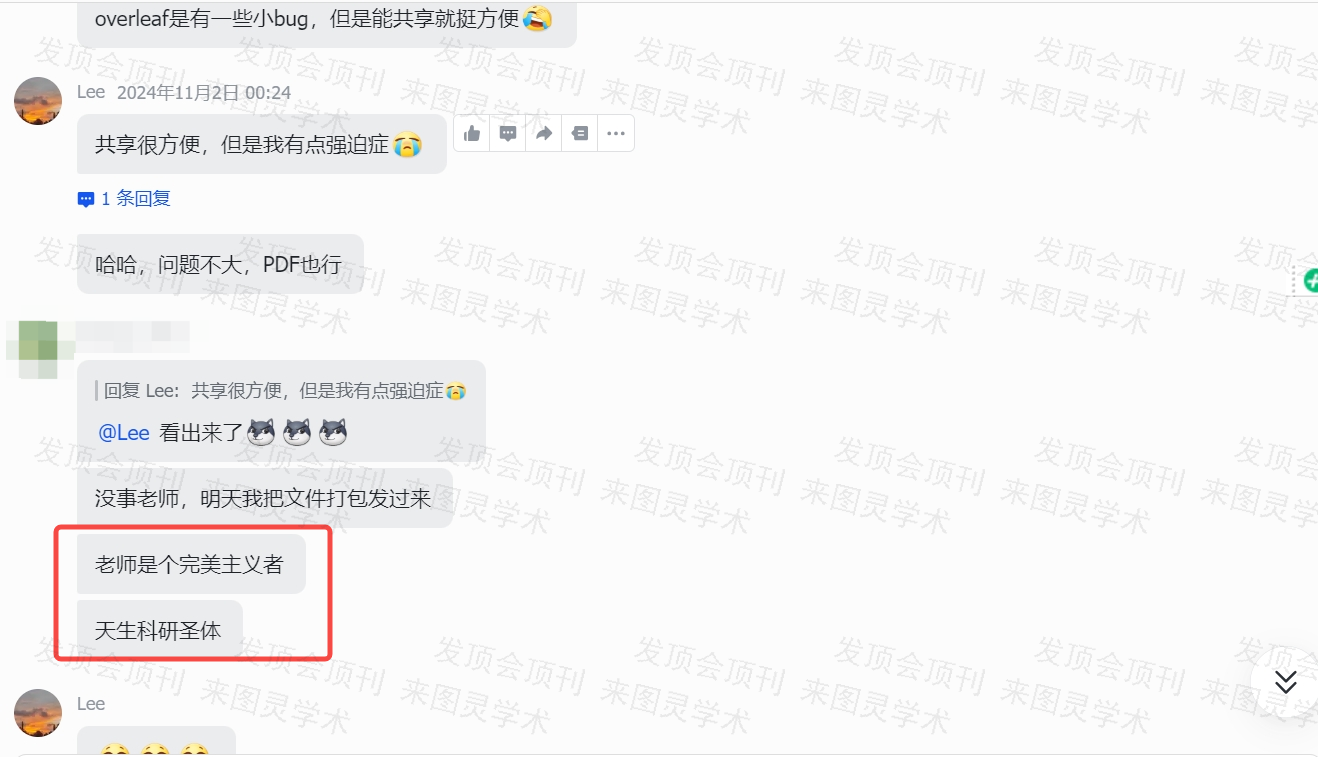 overleaf是有一些小bug，但是能共享就挺方便😂
Lee 2024年11月2日 00:24
共享很方便，但是我有点强迫症😭
1 条回复
哈哈，问题不大，PDF也行
回复 Lee: 共享很方便，但是我有点强迫症😭
@Lee 看出来了
没事老师，明天我把文件打包发过来
老师是个完美主义者
天生科研圣体
Lee
发顶会顶刊
来图灵学术